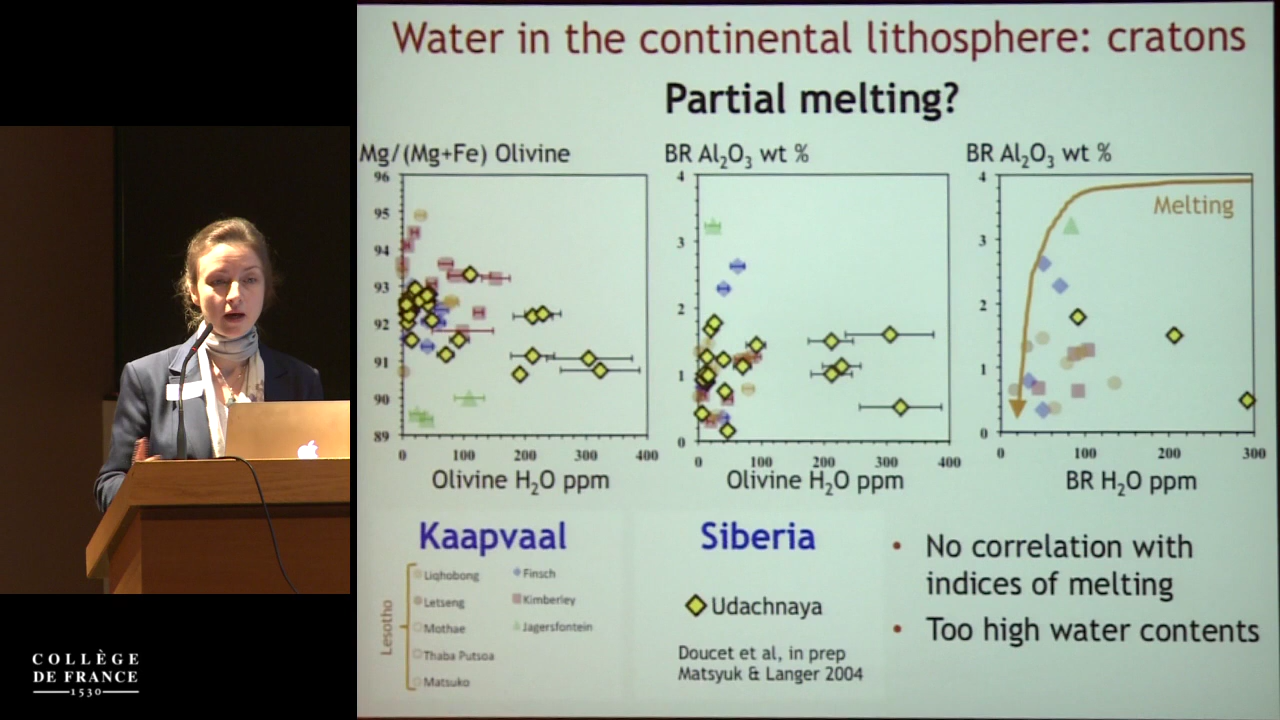 Water in the continental lithosphere: cratons
Partial melting?
Mg/(Mg+Fe) Olivine
96
95
94
93
92
91
90
89
0 100 200 300 400
Olivine H₂O ppm
BR Al₂O₃ wt %
4
3
2
1
0
0 100 200 300 400
Olivine H₂O ppm
BR Al₂O₃ wt %
4
3
2
1
0
Melting
0 100 200 300
BR H₂O ppm
Kaapvaal
Lesotho
Liqhobong
Letseng
Mothae
Thaba Putsoa
Matsuko
Finsch
Kimberley
Jagersfontein
Siberia
Udachnaya
Doucet et al, in prep
Matsyuk & Langer 2004
• No correlation with
indices of melting
• Too high water contents
COLLÈGE
DE FRANCE
1530